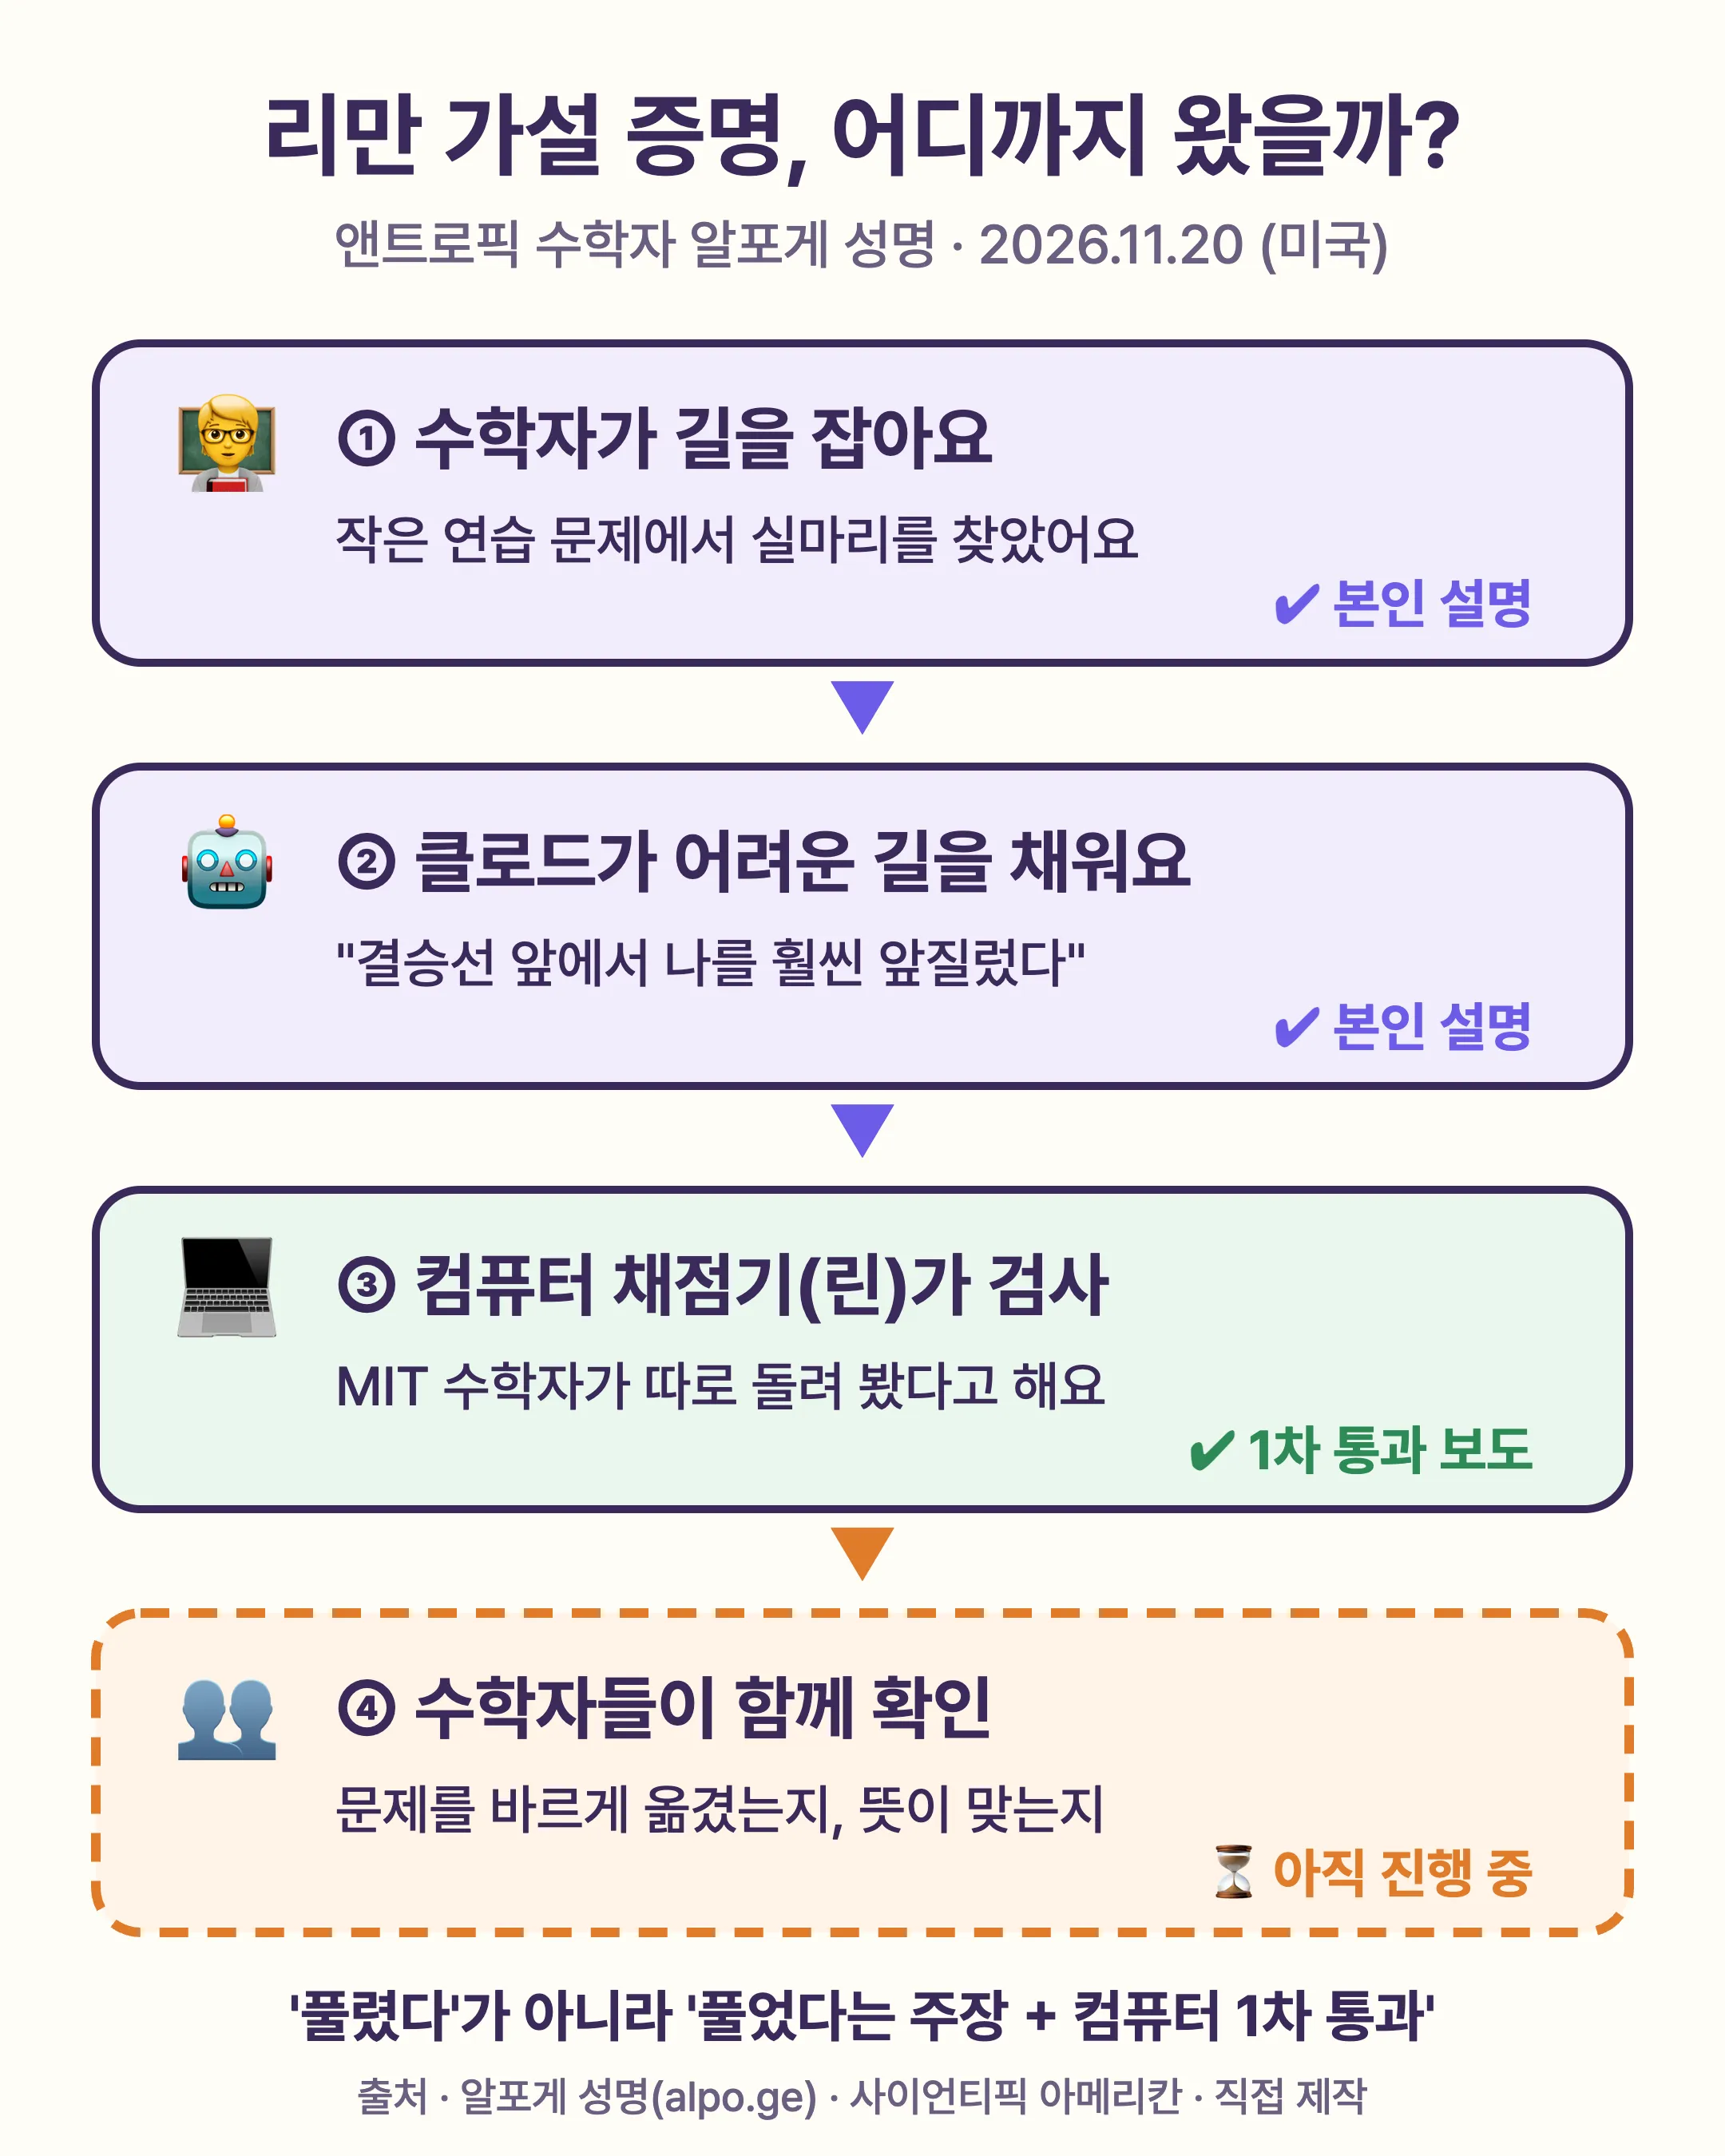 리만 가설 증명, 어디까지 왔을까?
앤트로픽 수학자 알포게 성명 · 2026.11.20 (미국)
① 수학자가 길을 잡아요
작은 연습 문제에서 실마리를 찾았어요
✔ 본인 설명
② 클로드가 어려운 길을 채워요
"결승선 앞에서 나를 훨씬 앞질렀다"
✔ 본인 설명
③ 컴퓨터 채점기(린)가 검사
MIT 수학자가 따로 돌려 봤다고 해요
✔ 1차 통과 보도
④ 수학자들이 함께 확인
문제를 바르게 옮겼는지, 뜻이 맞는지
⏳ 아직 진행 중
'풀렸다'가 아니라 '풀었다는 주장 + 컴퓨터 1차 통과'
출처 · 알포게 성명(alpo.ge) · 사이언티픽 아메리칸 · 직접 제작